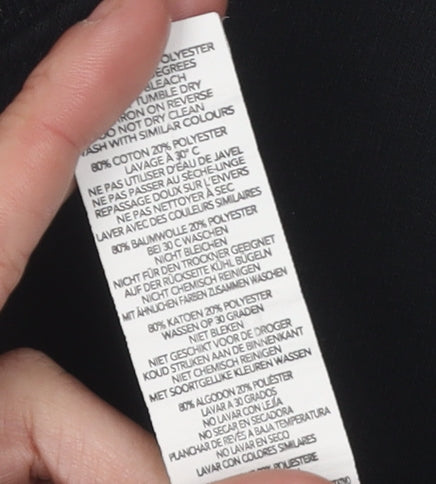 OLYESTER
EGREES
BLEACH
TUMBLE DRY
IRON ON REVERSE
DO NOT DRY CLEAN
ASH WITH SIMILAR COLOURS
80% COTON 20% POLYESTER
LAVAGE À 30° C
NE PAS UTILISER D'EAU DE JAVEL
NE PAS PASSER AU SÈCHE-LINGE
REPASSAGE DOUX SUR L'ENVERS
NE PAS NETTOYER À SEC
LAVER AVEC DES COULEURS SIMILAIRES
80% BAUMWOLLE 20% POLYESTER
BEI 30 C WASCHEN
NICHT BLEICHEN
NICHT FÜR DEN TROCKNER GEEIGNET
AUF DER RÜCKSEITE KÜHL BÜGELN
NICHT CHEMISCH REINIGEN
MIT ÄHNLICHEN FARBEN ZUSAMMEN WASCHEN
80% KATOEN 20% POLYESTER
WASSEN OP 30 GRADEN
NIET BLEKEN
NIET GESCHIKT VOOR DE DROGER
KOUD STRIJKEN AAN DE BINNENKANT
NIET CHEMISCH REINIGEN
MET SOORTGELIJKE KLEUREN WASSEN
80% ALGODON 20% POLIÉSTER
LAVAR A 30 GRADOS
NO LAVAR CON LEJÍA
NO SECAR EN SECADORA
PLANCHAR DE REVÉS A BAJA TEMPERATURA
NO LAVAR EN SECO
LAVAR CON COLORES SIMILARES
POLIESTERE